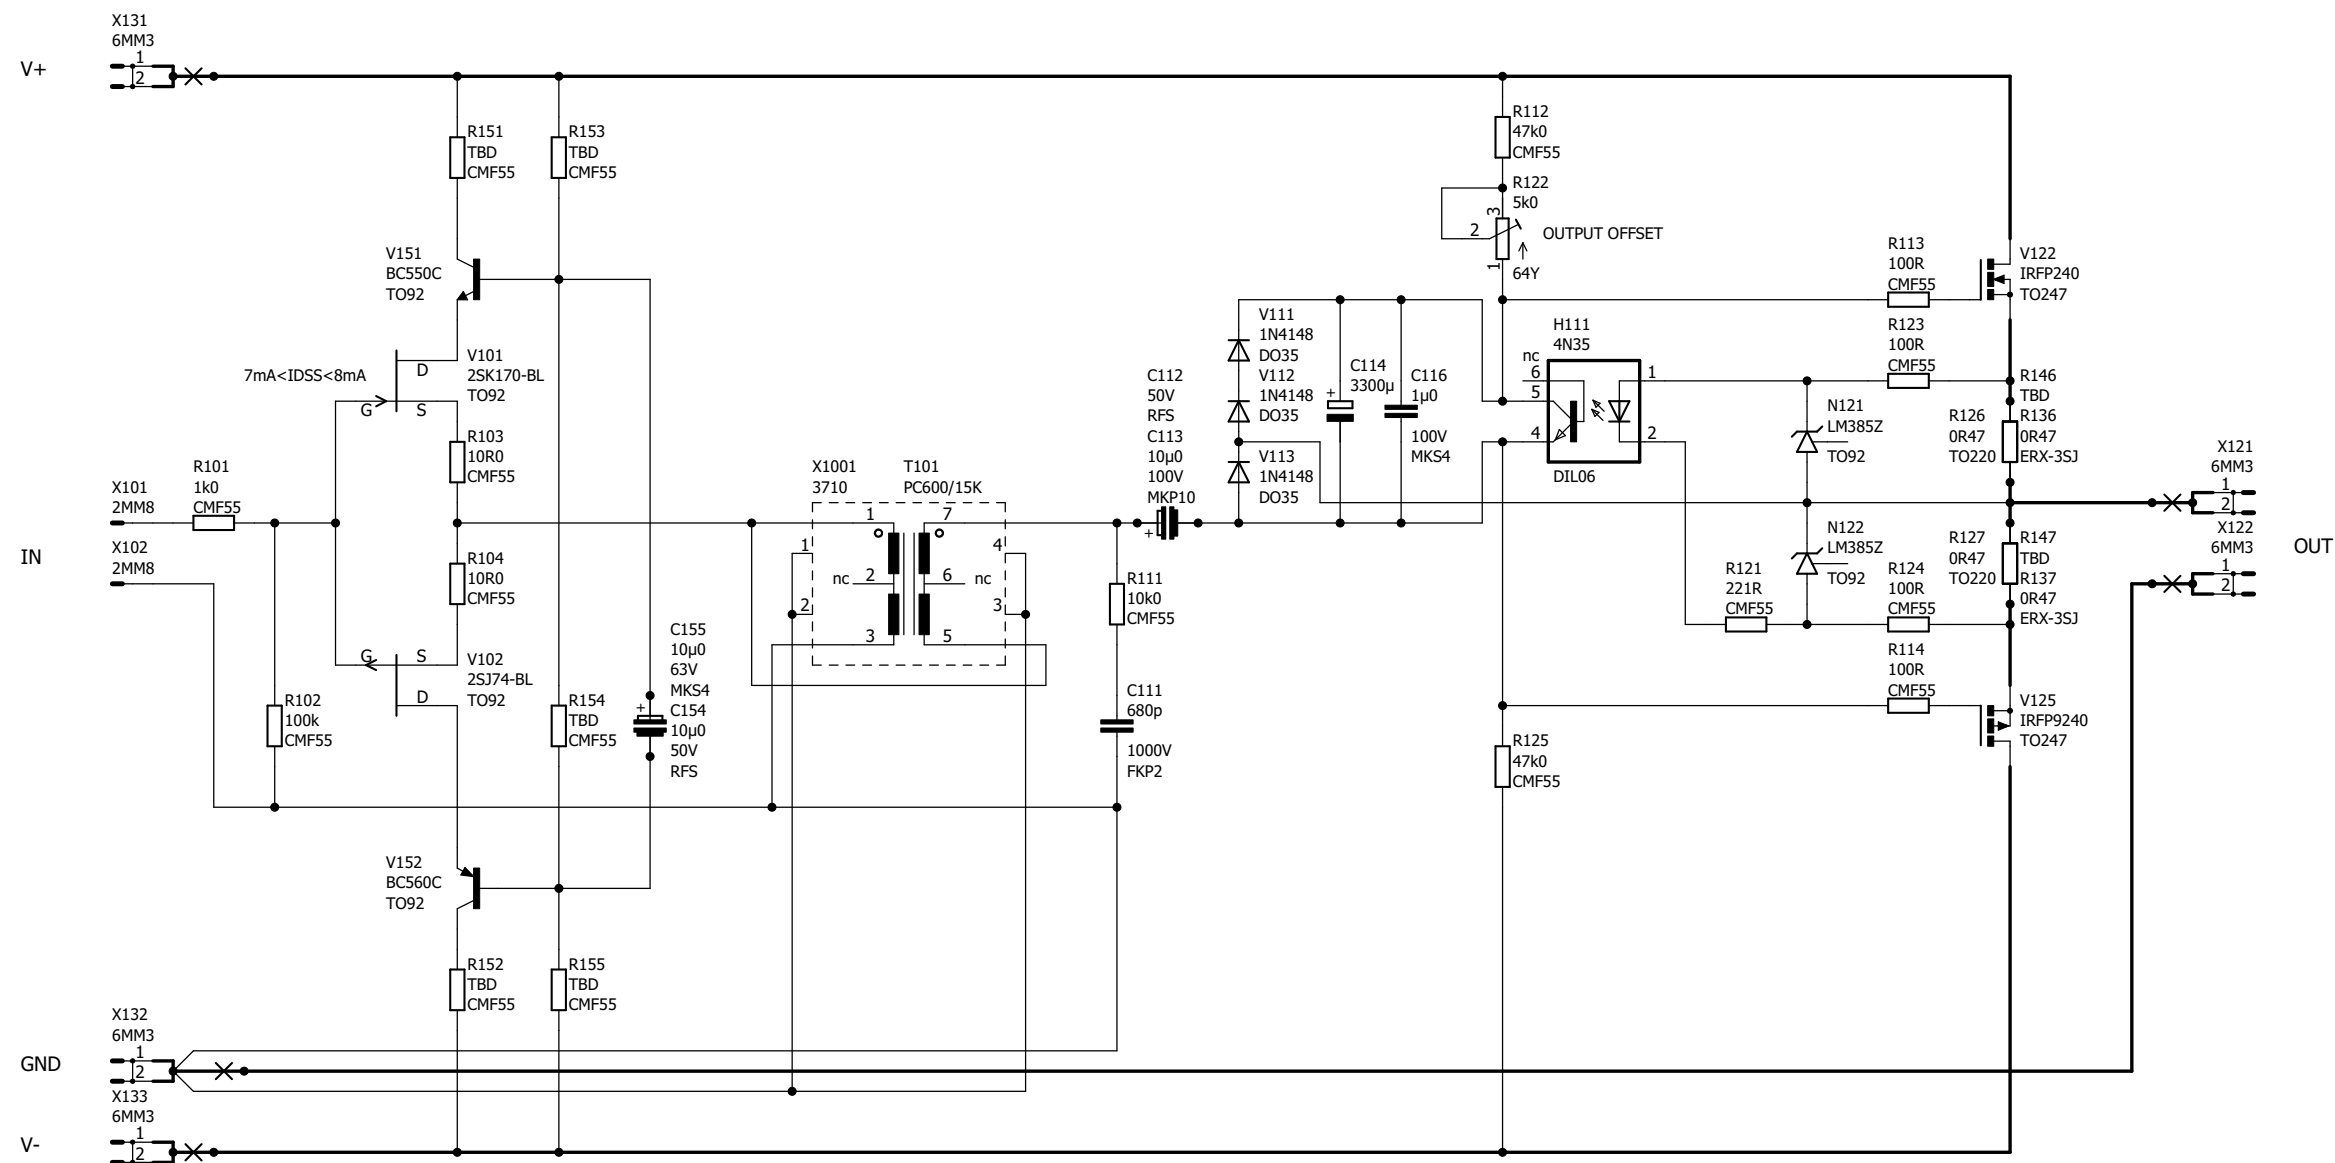 X131
6MM3
1
2
V+
R151
TBD
CMF55
R153
TBD
CMF55
V151
BC550C
TO92
7mA<IDSS<8mA
D
G
S
V101
2SK170-BL
TO92
R103
10R0
CMF55
X101
2MM8
R101
1k0
CMF55
IN
X102
2MM8
R104
10R0
CMF55
G
S
D
V102
2SJ74-BL
TO92
R102
100k
CMF55
R154
TBD
CMF55
C155
10µ0
63V
MKS4
+
C154
10µ0
50V
RFS
V152
BC560C
TO92
R152
TBD
CMF55
R155
TBD
CMF55
X132
6MM3
1
2
GND
X133
6MM3
1
2
V-
X1001
3710
T101
PC600/15K
1
7
1
4
nc
2
6
nc
2
3
3
5
R111
10k0
CMF55
C111
680p
1000V
FKP2
C112
50V
RFS
C113
10µ0
100V
MKP10
+
V111
1N4148
DO35
V112
1N4148
DO35
V113
1N4148
DO35
C114
3300µ
+
C116
1µ0
100V
MKS4
R112
47k0
CMF55
R122
5k0
3
2
1
OUTPUT OFFSET
64Y
H111
4N35
nc
6
5
4
1
2
DIL06
R125
47k0
CMF55
R113
100R
CMF55
V122
IRFP240
TO247
R123
100R
CMF55
N121
LM385Z
TO92
R146
TBD
R126
0R47
TO220
R136
0R47
ERX-3SJ
N122
LM385Z
TO92
R121
221R
CMF55
R124
100R
CMF55
R127
0R47
TO220
R147
TBD
R137
0R47
ERX-3SJ
R114
100R
CMF55
V125
IRFP9240
TO247
X121
6MM3
1
2
X122
6MM3
1
2
OUT